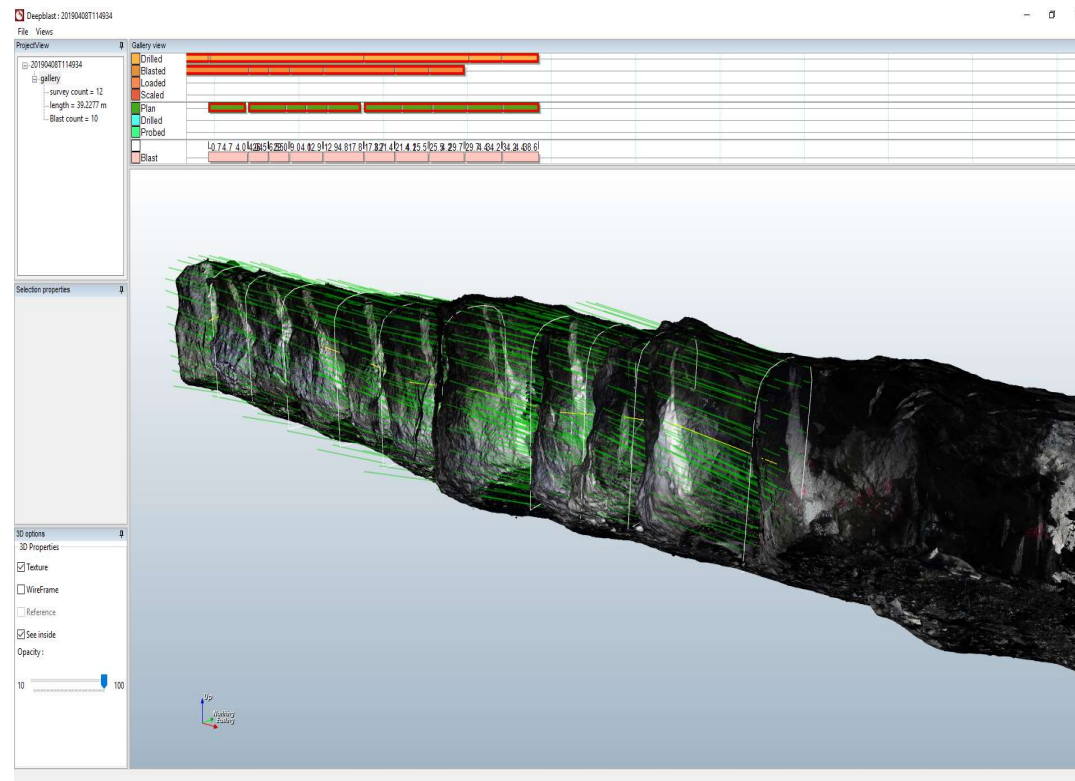 Deepblast : 20190408T114934
File Views
ProjectView
20190408T114934
gallery
survey count = 12
length = 39.2277 m
Blast count = 10
Gallery view
Drilled
Blasted
Loaded
Scaled
Plan
Drilled
Probed
Blast
Selection properties
3D options
3D Properties
Texture
WireFrame
Reference
See inside
Opacity :
10 100
Up
Easting